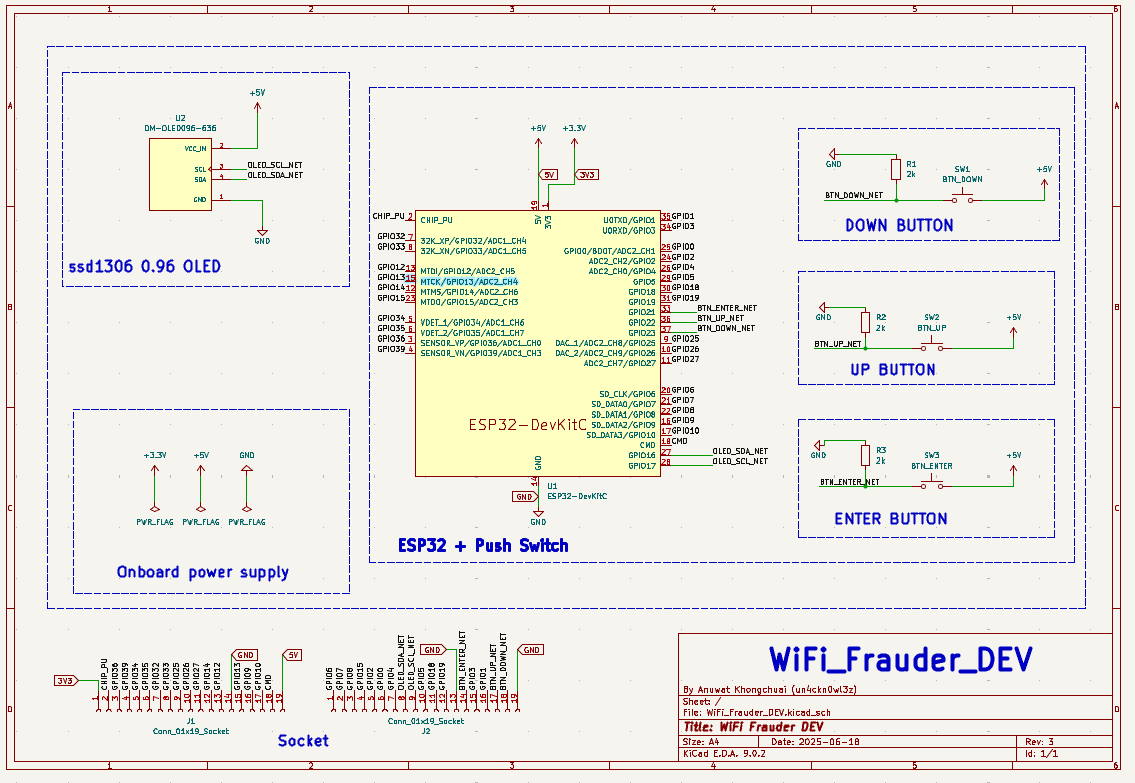 1 2 3 4 5 6
A
B
C
D
+5V
U2
DM-OLED096-636
VCC_IN 2
SCL 3 OLED_SCL_NET
SDA 4 OLED_SDA_NET
GND 1
GND
ssd1306 0.96 OLED
+3.3V +5V GND
PWR_FLAG PWR_FLAG PWR_FLAG
Onboard power supply
+5V +3.3V
5V 3V3
19 1
5V 3V3
CHIP_PU 2 CHIP_PU
GPIO32 7 32K_XP/GPIO32/ADC1_CH4
GPIO33 8 32K_XN/GPIO33/ADC1_CH5
GPIO12 13 MTDI/GPIO12/ADC2_CH5
GPIO13 15 MTCK/GPIO13/ADC2_CH4
GPIO14 12 MTMS/GPIO14/ADC2_CH6
GPIO15 23 MTDO/GPIO15/ADC2_CH3
GPIO34 5 VDET_1/GPIO34/ADC1_CH6
GPIO35 6 VDET_2/GPIO35/ADC1_CH7
GPIO36 3 SENSOR_VP/GPIO36/ADC1_CH0
GPIO39 4 SENSOR_VN/GPIO39/ADC1_CH3
U0TXD/GPIO1 35 GPIO1
U0RXD/GPIO3 34 GPIO3
GPIO0/BOOT/ADC2_CH1 25 GPIO0
ADC2_CH2/GPIO2 24 GPIO2
ADC2_CH0/GPIO4 26 GPIO4
GPIO5 29 GPIO5
GPIO18 30 GPIO18
GPIO19 31 GPIO19
GPIO21 33 BTN_ENTER_NET
GPIO22 36 BTN_UP_NET
GPIO23 37 BTN_DOWN_NET
DAC_1/ADC2_CH8/GPIO25 9 GPIO25
DAC_2/ADC2_CH9/GPIO26 10 GPIO26
ADC2_CH7/GPIO27 11 GPIO27
SD_CLK/GPIO6 20 GPIO6
SD_DATA0/GPIO7 21 GPIO7
SD_DATA1/GPIO8 22 GPIO8
SD_DATA2/GPIO9 16 GPIO9
SD_DATA3/GPIO10 17 GPIO10
CMD 18 CMD
GPIO16 27 OLED_SDA_NET
GPIO17 28 OLED_SCL_NET
ESP32-DevKitC
GND
14
U1
ESP32-DevKitC
GND
GND
ESP32 + Push Switch
GND
R1
2k
SW1
BTN_DOWN
+5V
BTN_DOWN_NET
DOWN BUTTON
GND
R2
2k
SW2
BTN_UP
+5V
BTN_UP_NET
UP BUTTON
GND
R3
2k
SW3
BTN_ENTER
+5V
BTN_ENTER_NET
ENTER BUTTON
3V3
CHIP_PU
GPIO36
GPIO39
GPIO34
GPIO35
GPIO32
GPIO33
GPIO25
GPIO26
GPIO27
GPIO14
GPIO12
GND
GPIO13
GPIO9
GPIO10
CMD
5V
1 2 3 4 5 6 7 8 9 10 11 12 13 14 15 16 17 18 19
J1
Conn_01x19_Socket
GPIO6
GPIO7
GPIO8
GPIO15
GPIO2
GPIO0
GPIO4
OLED_SDA_NET
OLED_SCL_NET
GPIO5
GPIO18
GPIO19
GND
BTN_ENTER_NET
GPIO3
GPIO1
BTN_UP_NET
BTN_DOWN_NET
GND
1 2 3 4 5 6 7 8 9 10 11 12 13 14 15 16 17 18 19
Conn_01x19_Socket
J2
Socket
WiFi_Frauder_DEV
By Anuwat Khongchuai (un4ckn0wl3z)
Sheet: /
File: WiFi_Frauder_DEV.kicad_sch
Title: WiFi Frauder DEV
Size: A4 Date: 2025-06-18 Rev: 3
KiCad E.D.A. 9.0.2 Id: 1/1
A
B
C
D
1 2 3 4 5 6